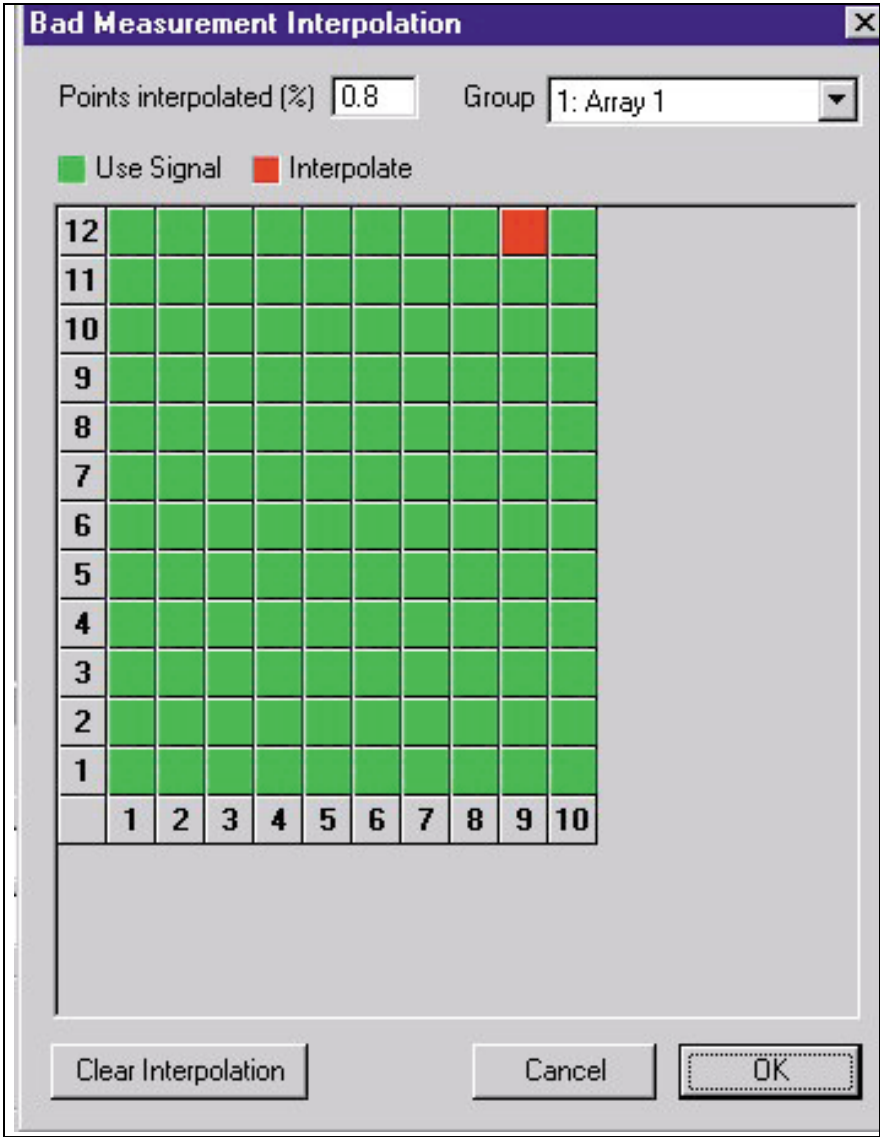 Bad Measurement Interpolation
Points interpolated (%) 0.8 Group 1: Array 1
Use Signal Interpolate
12
11
10
9
8
7
6
5
4
3
2
1
1 2 3 4 5 6 7 8 9 10
Clear Interpolation Cancel OK